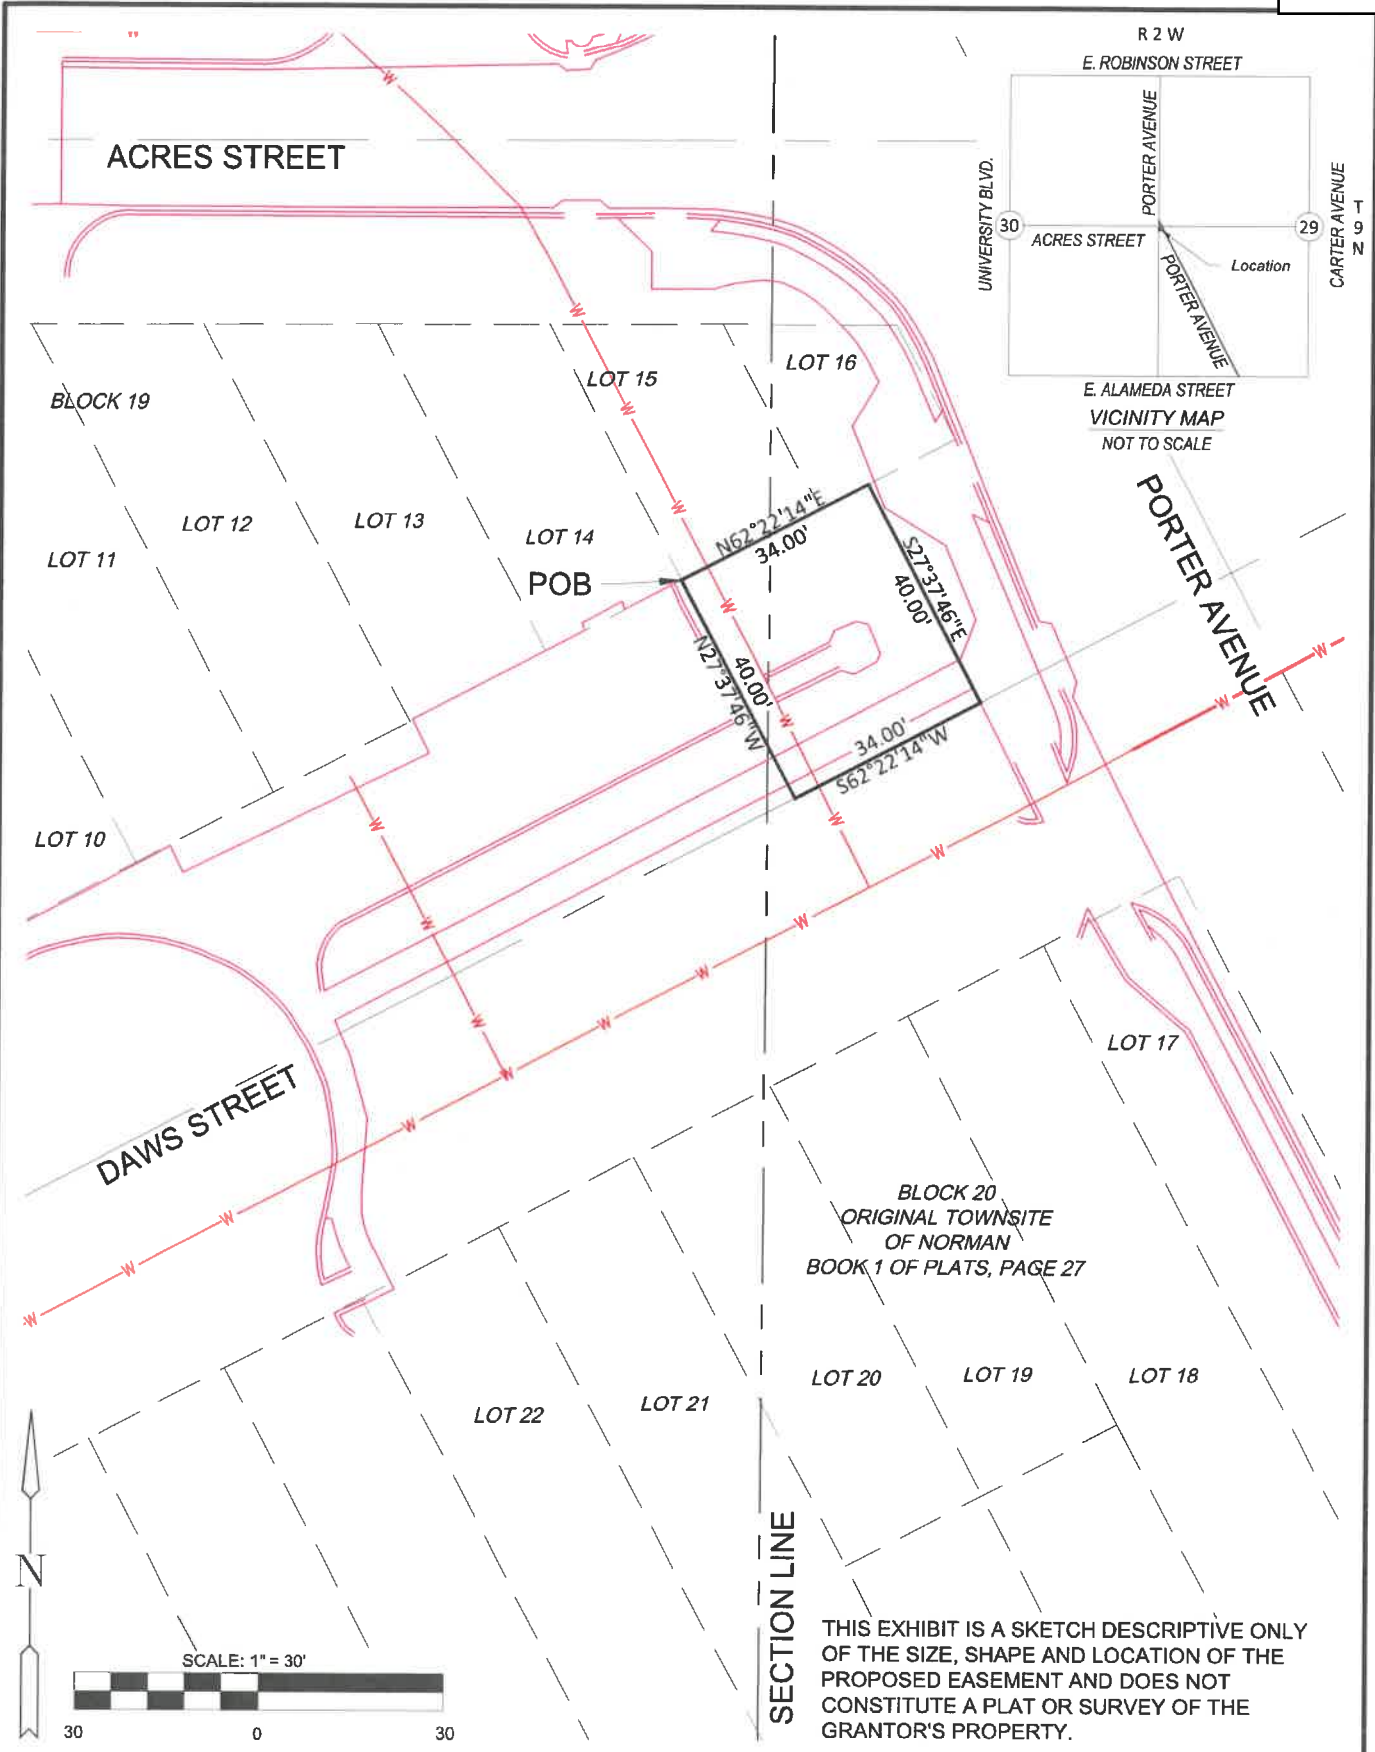 R 2 W
E. ROBINSON STREET
PORTER AVENUE
UNIVERSITY BLVD.
30
ACRES STREET
29
CARTER AVENUE
T
9
N
Location
PORTER AVENUE
E. ALAMEDA STREET
VICINITY MAP
NOT TO SCALE
ACRES STREET
W
W
W
W
W
W
W
LOT 16
LOT 15
BLOCK 19
LOT 14
LOT 13
LOT 12
LOT 11
LOT 10
POB
N62°22'14"E
34.00'
S27°37'46"E
40.00'
N27°37'46"W
40.00'
34.00'
S62°22'14"W
PORTER AVENUE
W
W
W
W
W
W
W
W
W
W
W
W
W
W
DAWS STREET
LOT 17
BLOCK 20
ORIGINAL TOWNSITE
OF NORMAN
BOOK 1 OF PLATS, PAGE 27
LOT 18
LOT 19
LOT 20
LOT 21
LOT 22
SECTION LINE
N
SCALE: 1" = 30'
30 0 30
THIS EXHIBIT IS A SKETCH DESCRIPTIVE ONLY
OF THE SIZE, SHAPE AND LOCATION OF THE
PROPOSED EASEMENT AND DOES NOT
CONSTITUTE A PLAT OR SURVEY OF THE
GRANTOR'S PROPERTY.